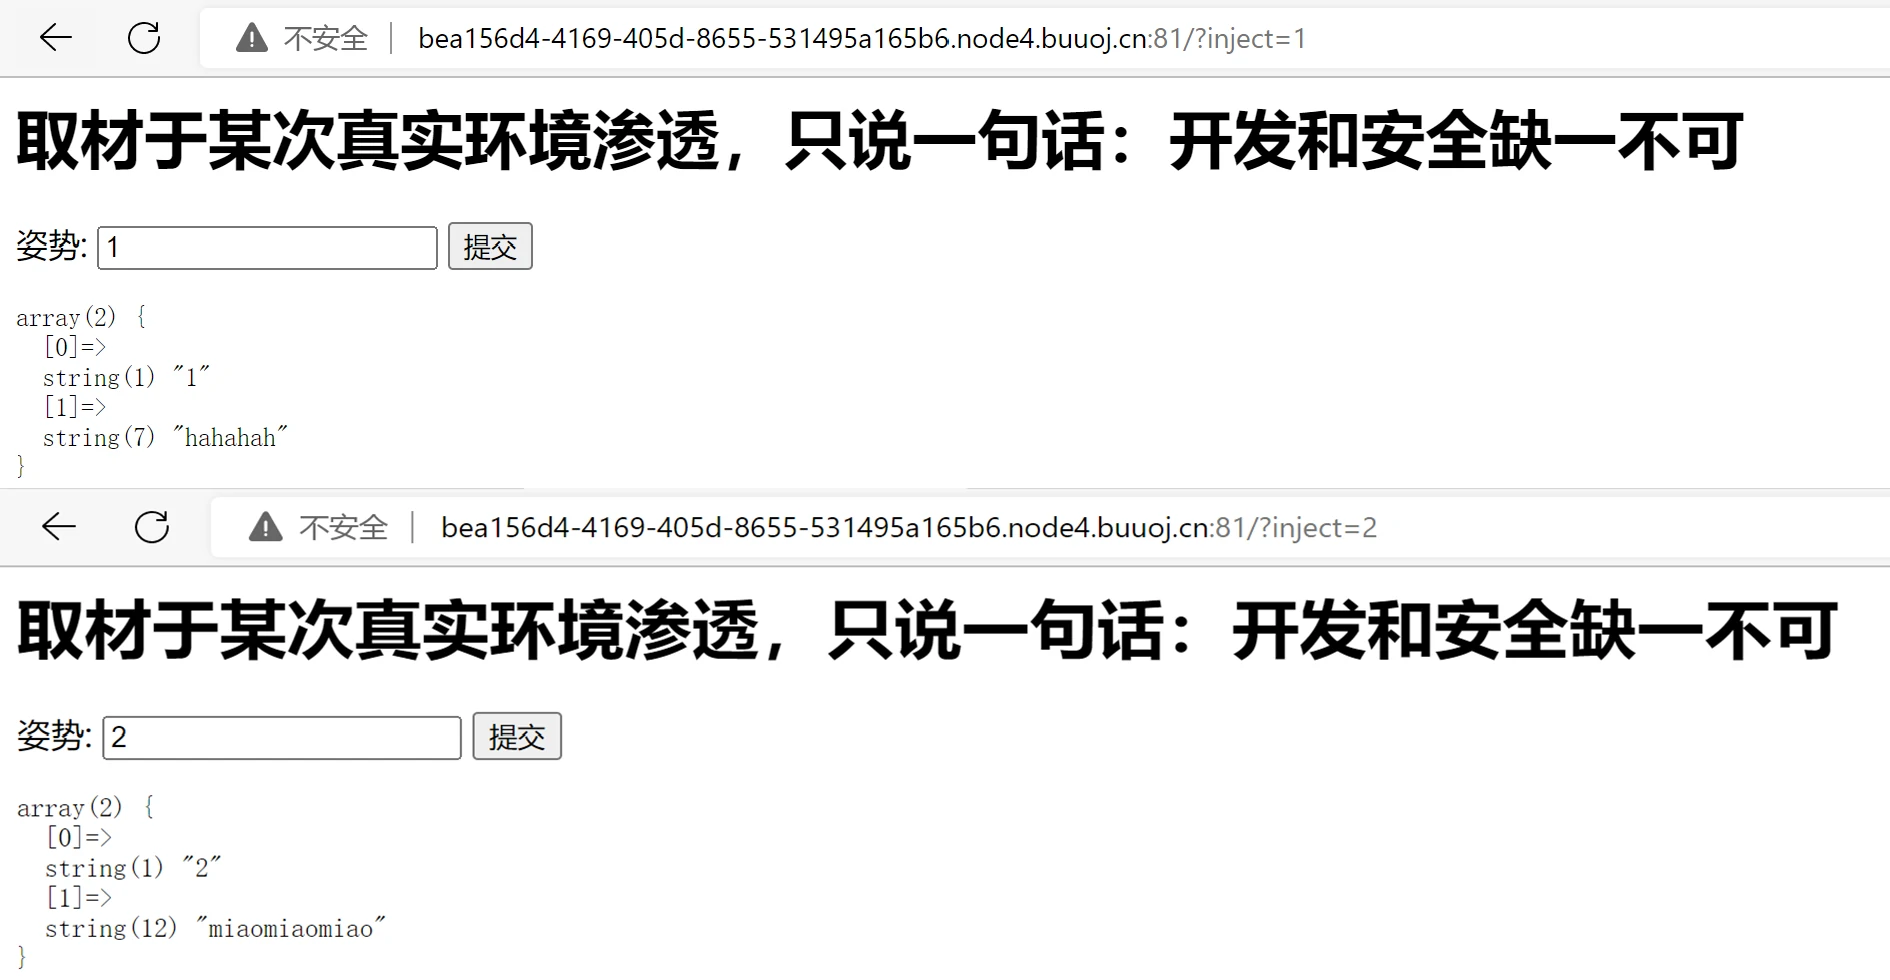 不安全 | bea156d4-4169-405d-8655-531495a165b6.node4.buuoj.cn:81/?inject=1
取材于某次真实环境渗透，只说一句话：开发和安全缺一不可
姿势: 1 提交
array(2) {
  [0]=>
  string(1) "1"
  [1]=>
  string(7) "hahahah"
}
不安全 | bea156d4-4169-405d-8655-531495a165b6.node4.buuoj.cn:81/?inject=2
取材于某次真实环境渗透，只说一句话：开发和安全缺一不可
姿势: 2 提交
array(2) {
  [0]=>
  string(1) "2"
  [1]=>
  string(12) "miaomiaomiao"
}